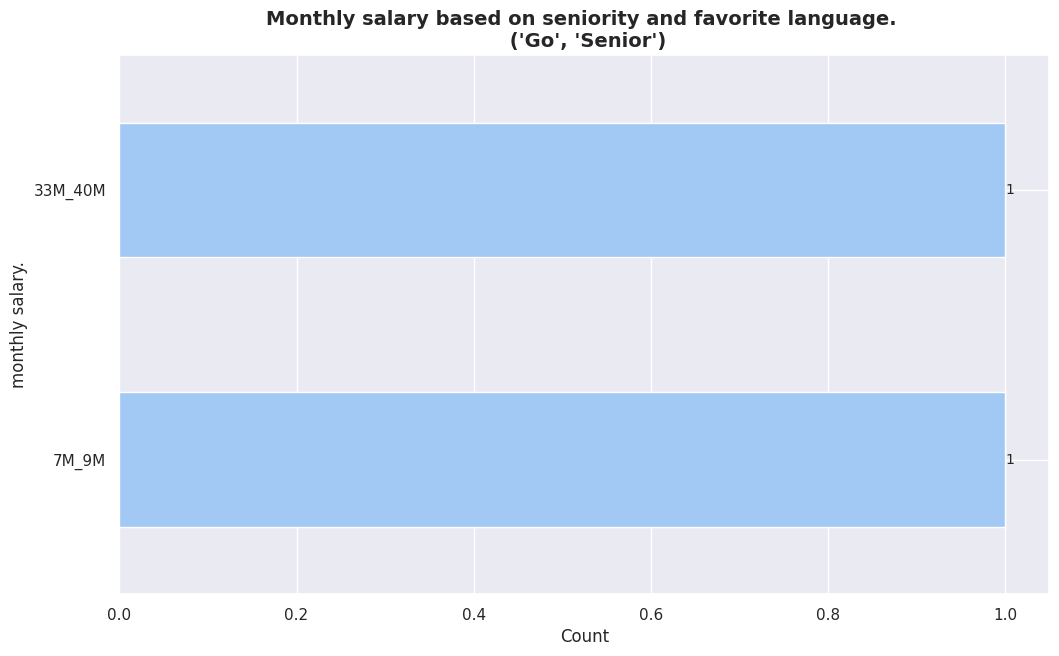 Monthly salary based on seniority and favorite language.
('Go', 'Senior')
33M_40M
1
monthly salary.
7M_9M
1
0.0 0.2 0.4 0.6 0.8 1.0
Count